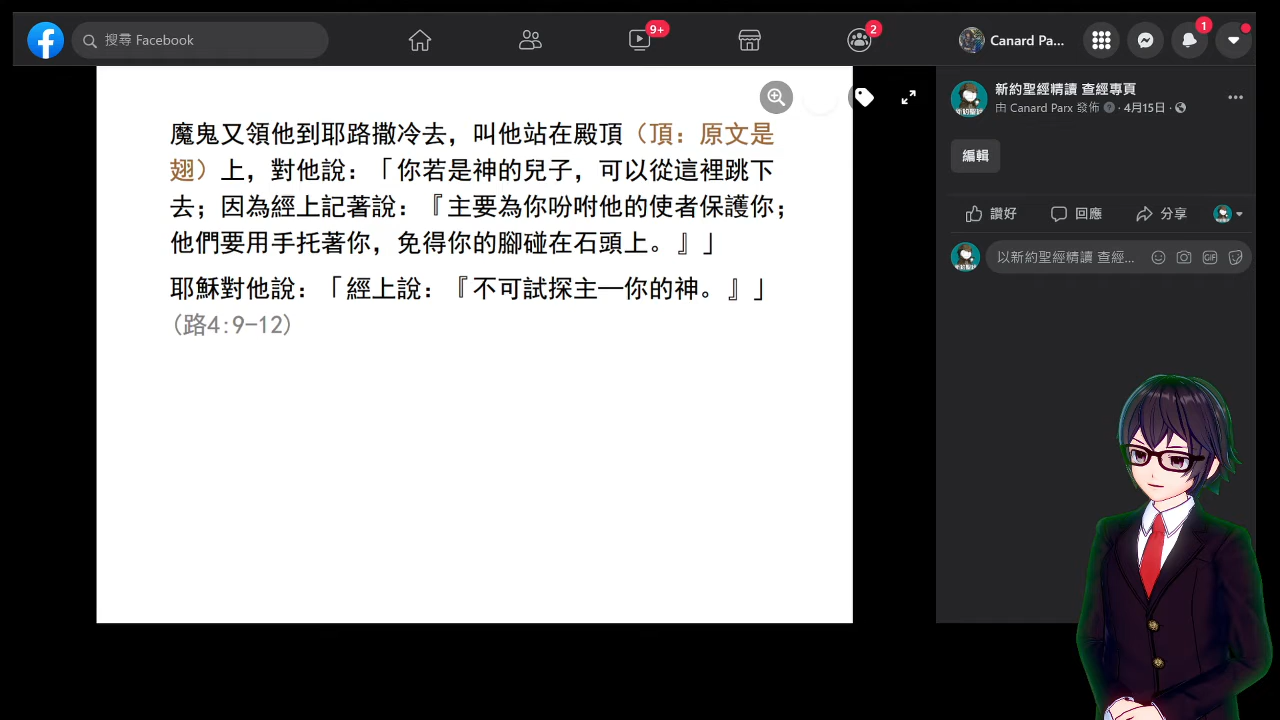 搜尋 Facebook
9+
2
Canard Pa...
1
魔鬼又領他到耶路撒冷去，叫他站在殿頂（頂：原文是
翅）上，對他說：「你若是神的兒子，可以從這裡跳下
去；因為經上記著說：『主要為你吩咐他的使者保護你；
他們要用手托著你，免得你的腳碰在石頭上。』」
耶穌對他說：「經上說：『不可試探主—你的神。』」
(路4:9-12)
新約聖經精讀 查經專頁
由 Canard Parx 發佈 · 4月15日 ·
編輯
讚好
回應
分享
以新約聖經精讀 查經...
GIF